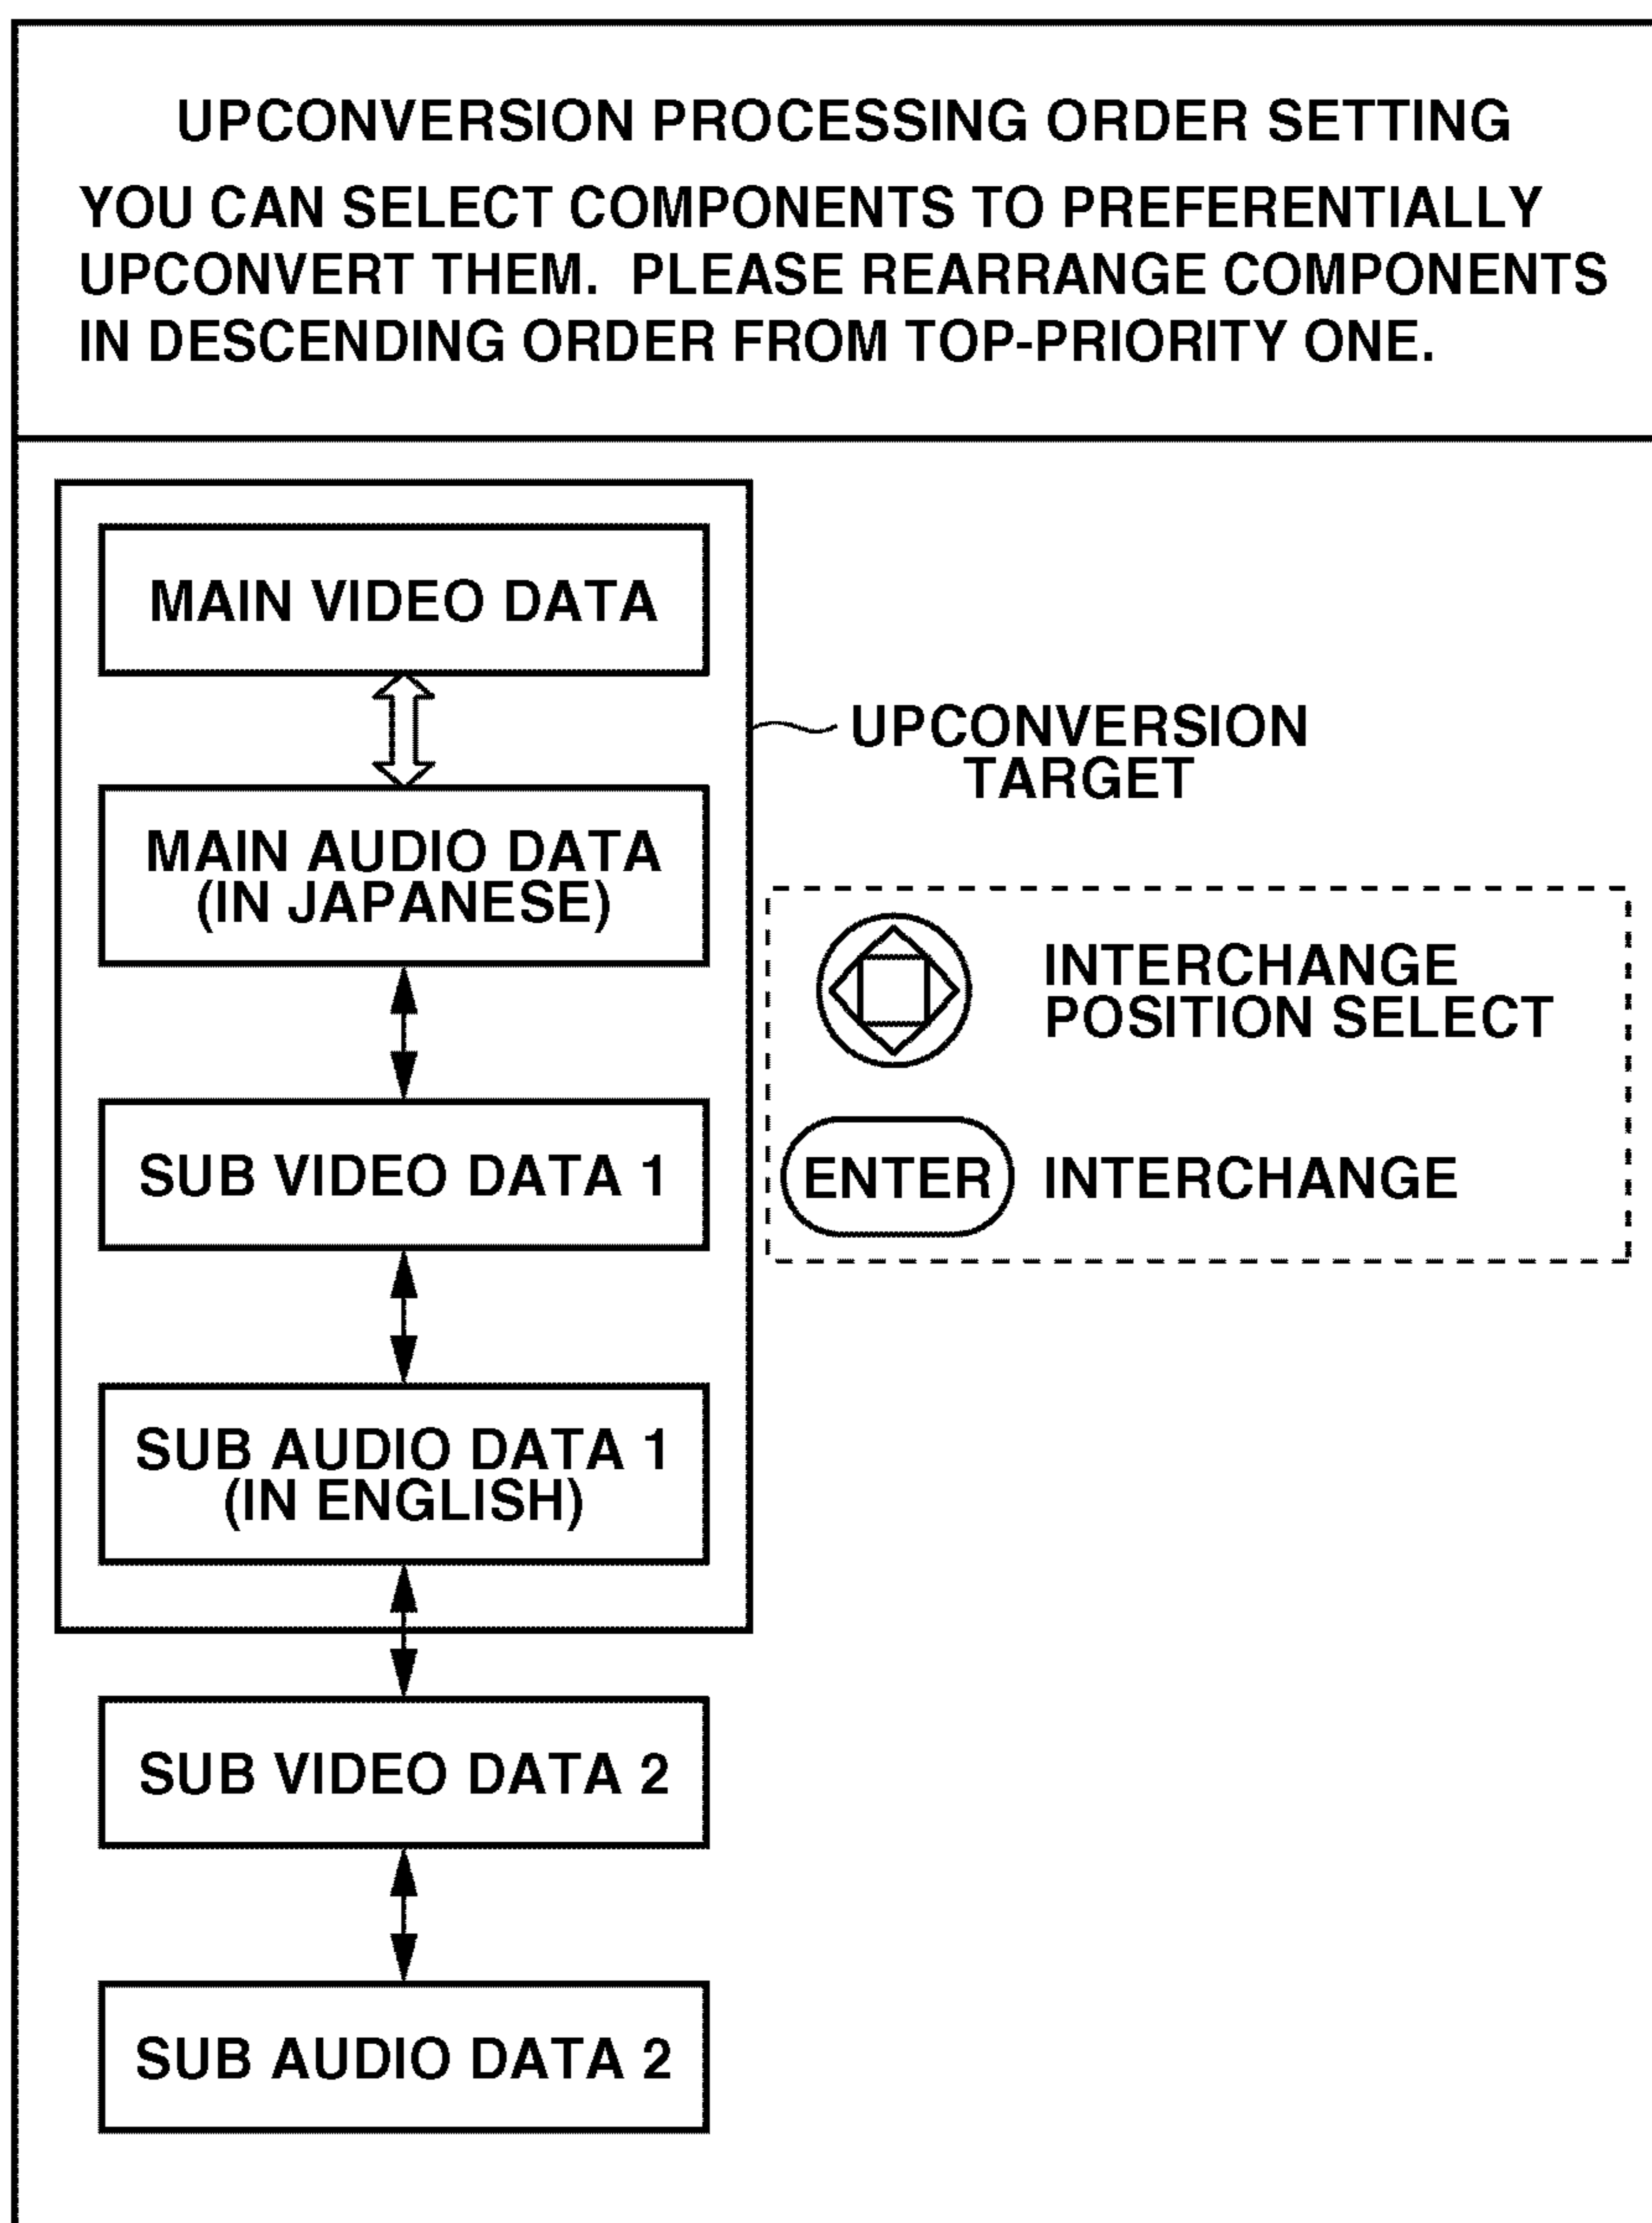 UPCONVERSION PROCESSING ORDER SETTING
YOU CAN SELECT COMPONENTS TO PREFERENTIALLY
UPCONVERT THEM. PLEASE REARRANGE COMPONENTS
IN DESCENDING ORDER FROM TOP-PRIORITY ONE.
MAIN VIDEO DATA
UPCONVERSION
TARGET
MAIN AUDIO DATA
(IN JAPANESE)
INTERCHANGE
POSITION SELECT
SUB VIDEO DATA 1
ENTER INTERCHANGE
SUB AUDIO DATA 1
(IN ENGLISH)
SUB VIDEO DATA 2
SUB AUDIO DATA 2